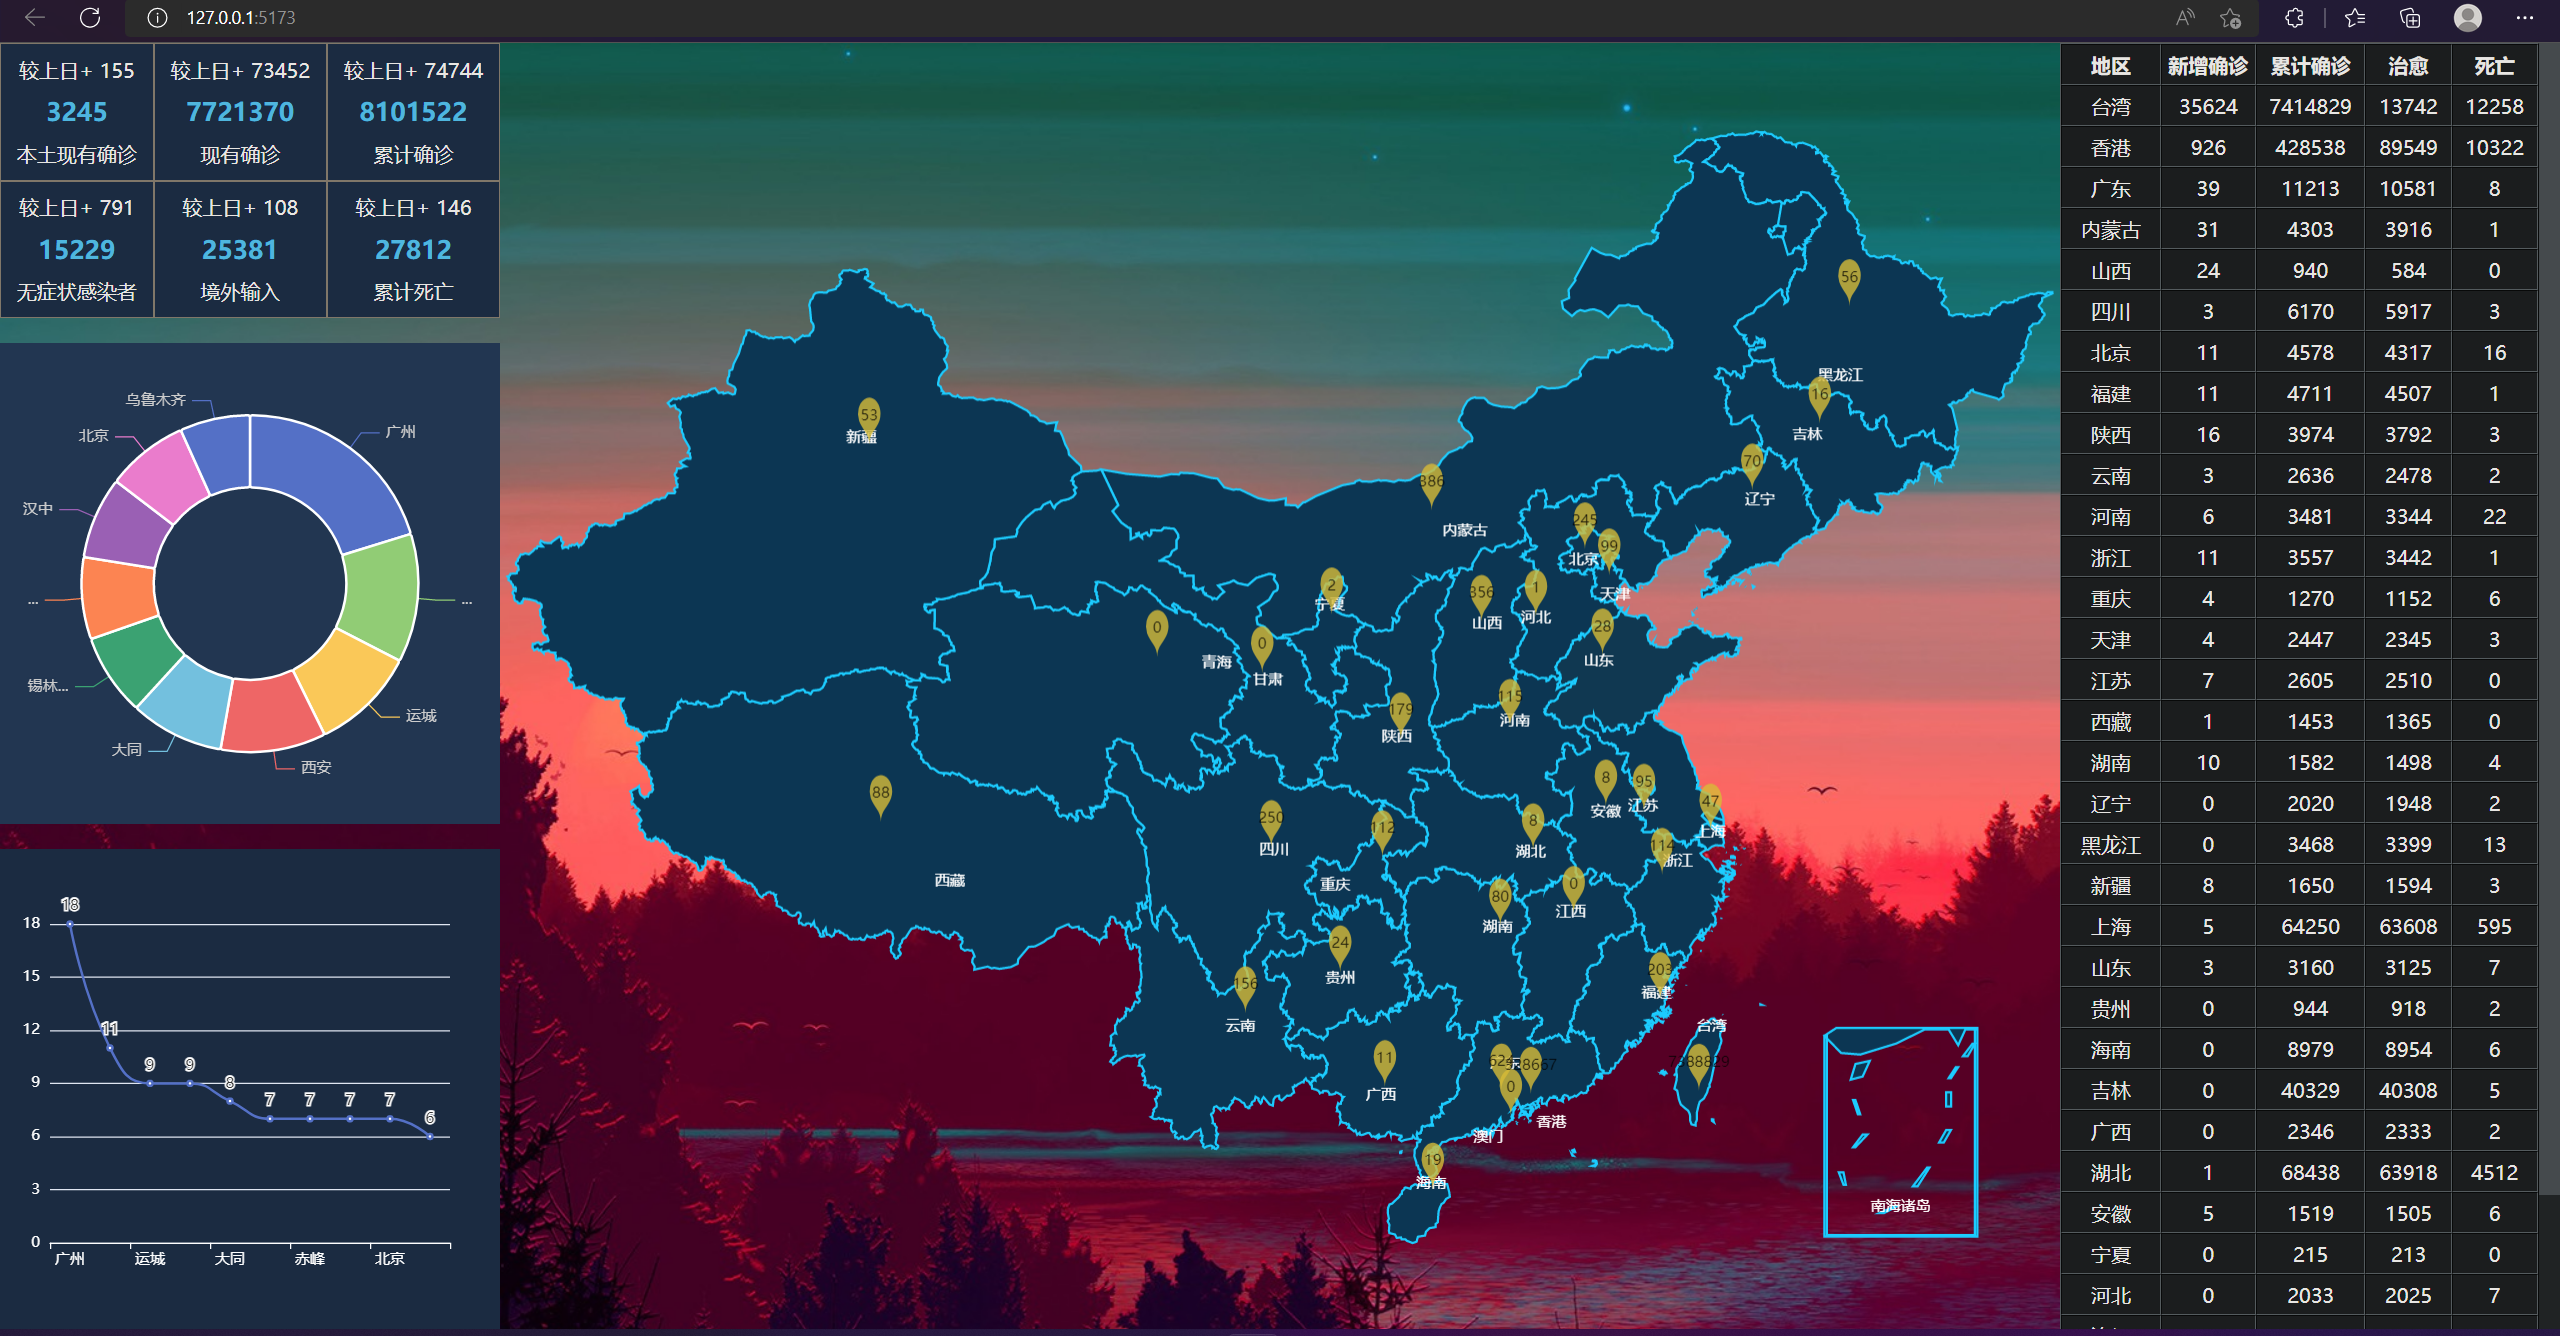 127.0.0.1:5173
较上日+ 155
3245
本土现有确诊
较上日+ 73452
7721370
现有确诊
较上日+ 74744
8101522
累计确诊
较上日+ 791
15229
无症状感染者
较上日+ 108
25381
境外输入
较上日+ 146
27812
累计死亡
乌鲁木齐
广州
北京
汉中
...
...
锡林...
运城
大同
西安
18
15
12
9
6
3
0
18
11
9
9
8
7
7
7
7
6
广州 运城 大同 赤峰 北京
56
黑龙江
16
吉林
53
新疆
70
辽宁
386
内蒙古
245
北京
99
天津
2
宁夏
356
山西
1
河北
0
青海
0
甘肃
28
山东
179
陕西
115
河南
88
西藏
250
四川
112
重庆
8
安徽
95
江苏
47
上海
8
湖北
114
浙江
80
湖南
0
江西
24
贵州
156
云南
203
福建
台湾
11
广西
0
香港
澳门
19
海南
南海诸岛
地区 新增确诊 累计确诊 治愈 死亡
台湾 35624 7414829 13742 12258
香港 926 428538 89549 10322
广东 39 11213 10581 8
内蒙古 31 4303 3916 1
山西 24 940 584 0
四川 3 6170 5917 3
北京 11 4578 4317 16
福建 11 4711 4507 1
陕西 16 3974 3792 3
云南 3 2636 2478 2
河南 6 3481 3344 22
浙江 11 3557 3442 1
重庆 4 1270 1152 6
天津 4 2447 2345 3
江苏 7 2605 2510 0
西藏 1 1453 1365 0
湖南 10 1582 1498 4
辽宁 0 2020 1948 2
黑龙江 0 3468 3399 13
新疆 8 1650 1594 3
上海 5 64250 63608 595
山东 3 3160 3125 7
贵州 0 944 918 2
海南 0 8979 8954 6
吉林 0 40329 40308 5
广西 0 2346 2333 2
湖北 1 68438 63918 4512
安徽 5 1519 1505 6
宁夏 0 215 213 0
河北 0 2033 2025 7